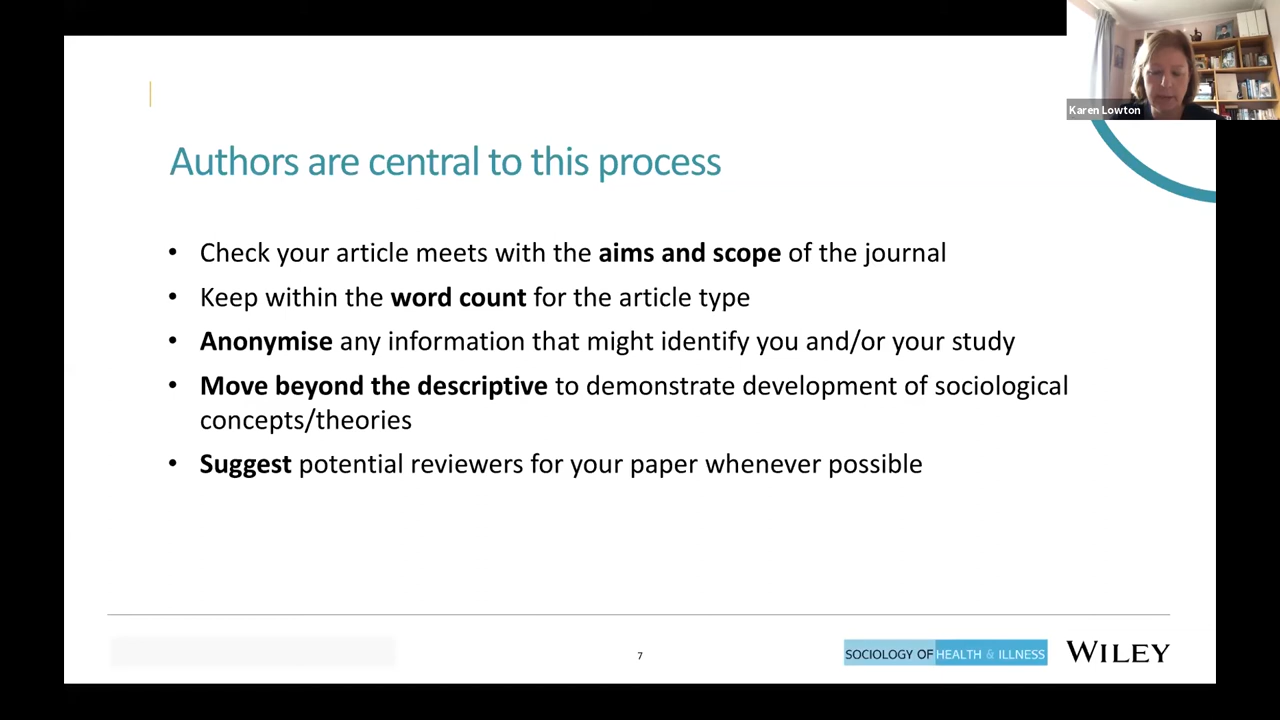 Karen Lowton
Authors are central to this process
• Check your article meets with the aims and scope of the journal
• Keep within the word count for the article type
• Anonymise any information that might identify you and/or your study
• Move beyond the descriptive to demonstrate development of sociological
concepts/theories
• Suggest potential reviewers for your paper whenever possible
7
SOCIOLOGY OF HEALTH & ILLNESS
WILEY